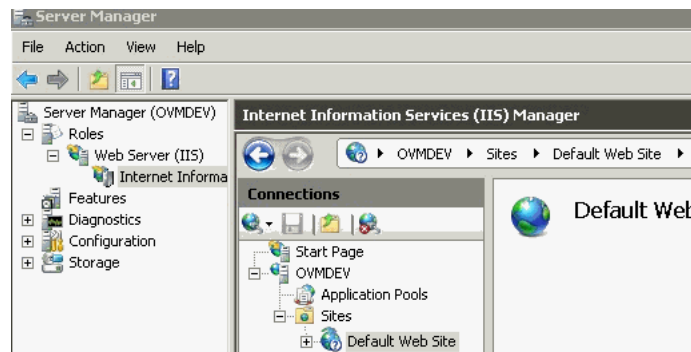 Server Manager
File Action View Help
Server Manager (OVMDEV)
Roles
Web Server (IIS)
Internet Informa
Features
Diagnostics
Configuration
Storage
Internet Information Services (IIS) Manager
OVMDEV Sites Default Web Site
Connections
Start Page
OVMDEV
Application Pools
Sites
Default Web Site
Default Web